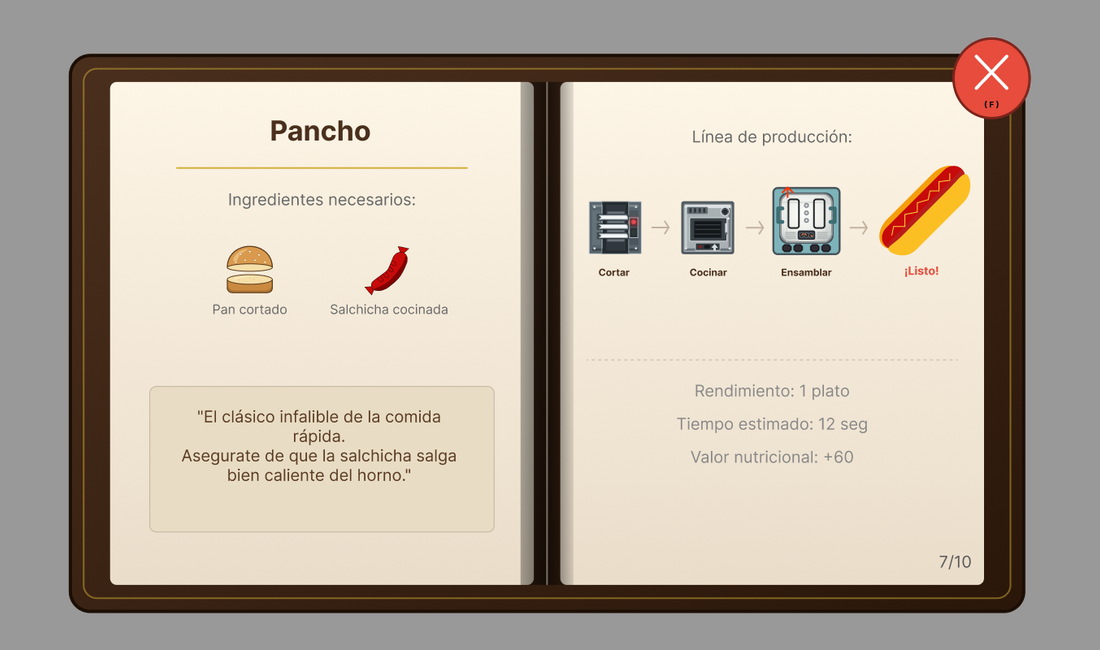 (F)
Pancho
Ingredientes necesarios:
Pan cortado
Salchicha cocinada
"El clásico infalible de la comida
rápida.
Asegurate de que la salchicha salga
bien caliente del horno."
Línea de producción:
Cortar
Cocinar
Ensamblar
¡Listo!
Rendimiento: 1 plato
Tiempo estimado: 12 seg
Valor nutricional: +60
7/10